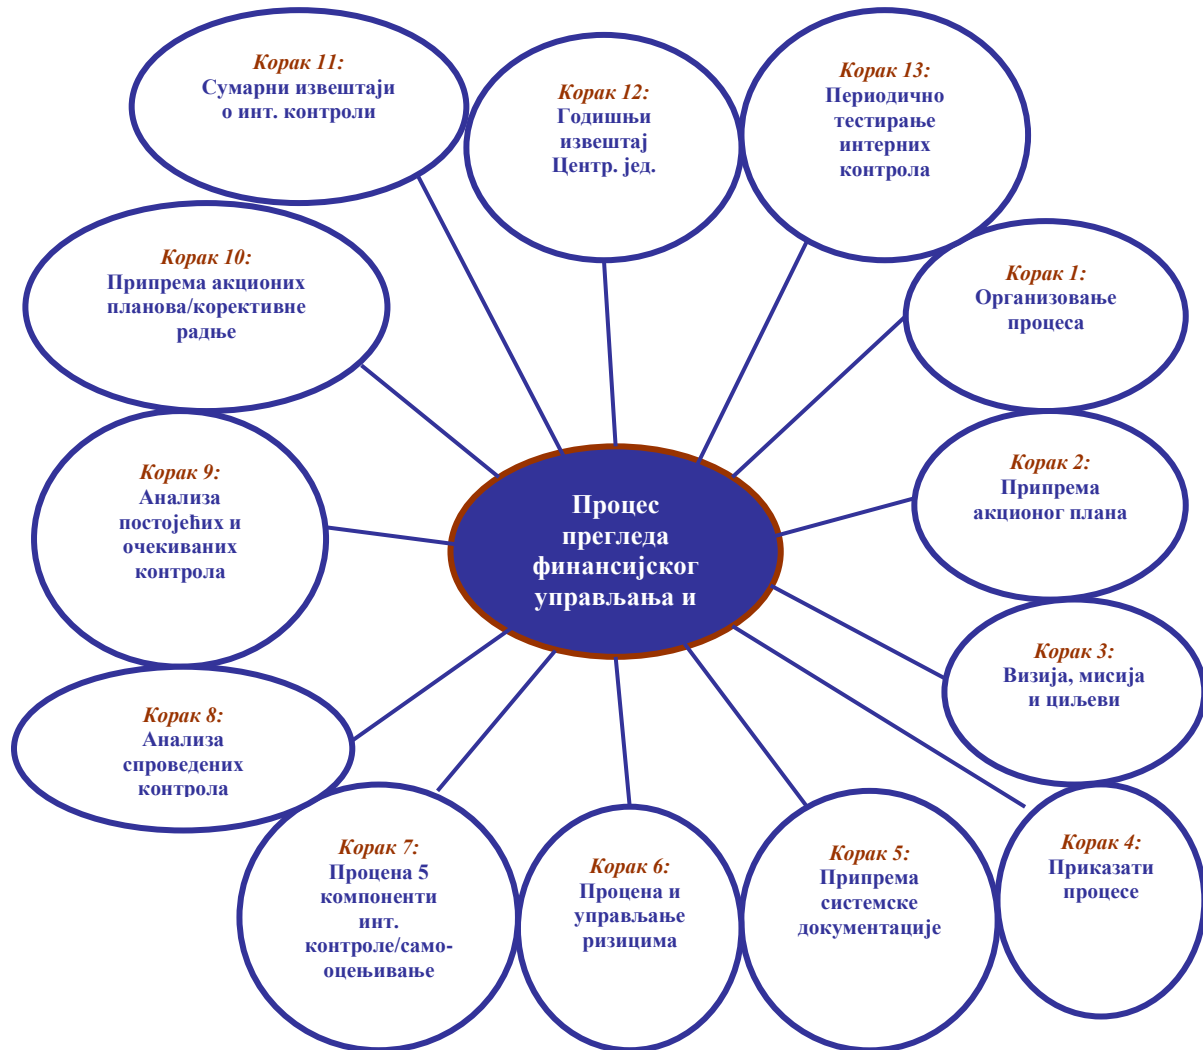 Корак 11:
Сумарни извештаји
о инт. контроли
Корак 12:
Годишњи
извештај
Центр. јед.
Корак 13:
Периодично
тестирање
интерних
контрола
Корак 10:
Припрема акционих
планова/корективне
радње
Корак 1:
Организовање
процеса
Корак 9:
Анализа
постојећих и
очекиваних
контрола
Процес
прегледа
финансијског
управљања и
Корак 2:
Припрема
акционог плана
Корак 3:
Визија, мисија
и циљеви
Корак 8:
Анализа
спроведених
контрола
Корак 7:
Процена 5
компоненти
инт.
контроле/само-
оцењивање
Корак 6:
Процена и
управљање
ризицима
Корак 5:
Припрема
системске
документације
Корак 4:
Приказати
процесе